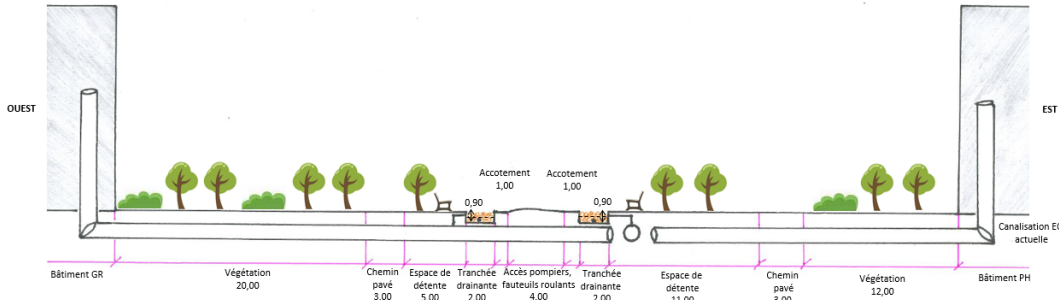 OUEST
EST
Accotement
1,00
Accotement
1,00
0,90
0,90
Canalisation
actuelle
Bâtiment GR
Végétation
20,00
Chemin
pavé
3,00
Espace de
détente
5,00
Tranchée
drainante
2,00
Accès pompiers,
fauteuils roulants
4,00
Tranchée
drainante
2,00
Espace de
détente
11,00
Chemin
pavé
3,00
Végétation
12,00
Bâtiment PH